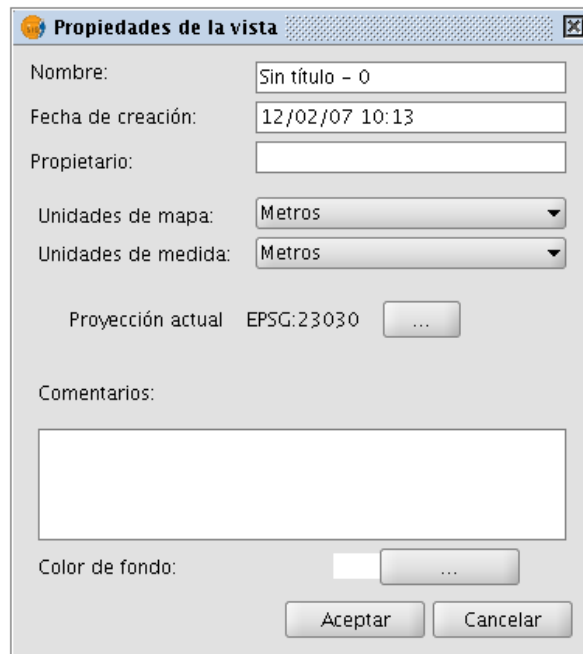 Propiedades de la vista
Nombre: Sin título - 0
Fecha de creación: 12/02/07 10:13
Propietario:
Unidades de mapa: Metros
Unidades de medida: Metros
Proyección actual EPSG:23030 ...
Comentarios:
Color de fondo: ...
Aceptar Cancelar